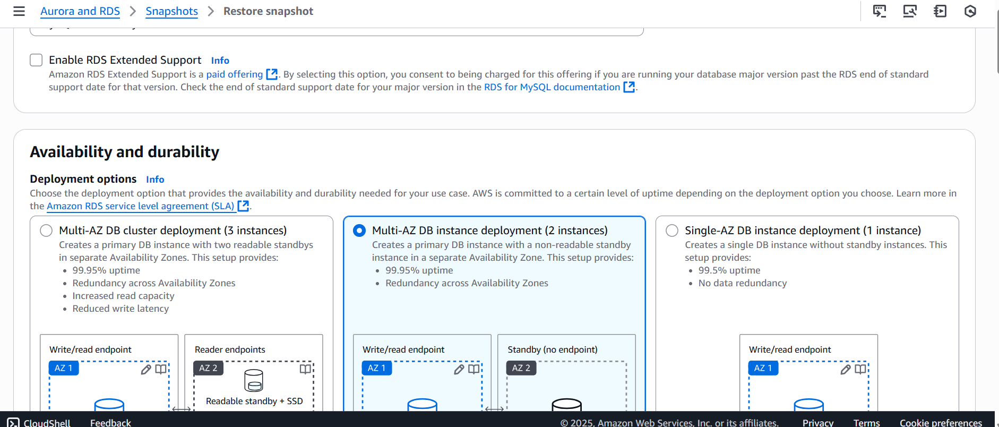 Aurora and RDS > Snapshots > Restore snapshot
Enable RDS Extended Support Info
Amazon RDS Extended Support is a paid offering. By selecting this option, you consent to being charged for this offering if you are running your database major version past the RDS end of standard
support date for that version. Check the end of standard support date for your major version in the RDS for MySQL documentation.
Availability and durability
Deployment options Info
Choose the deployment option that provides the availability and durability needed for your use case. AWS is committed to a certain level of uptime depending on the deployment option you choose. Learn more in
the Amazon RDS service level agreement (SLA).
Multi-AZ DB cluster deployment (3 instances)
Creates a primary DB instance with two readable standbys
in separate Availability Zones. This setup provides:
• 99.95% uptime
• Redundancy across Availability Zones
• Increased read capacity
• Reduced write latency
Write/read endpoint
AZ 1
Reader endpoints
AZ 2
Readable standby + SSD
Multi-AZ DB instance deployment (2 instances)
Creates a primary DB instance with a non-readable standby
instance in a separate Availability Zone. This setup provides:
• 99.95% uptime
• Redundancy across Availability Zones
Write/read endpoint
AZ 1
Standby (no endpoint)
AZ 2
Single-AZ DB instance deployment (1 instance)
Creates a single DB instance without standby instances. This
setup provides:
• 99.5% uptime
• No data redundancy
Write/read endpoint
AZ 1
CloudShell Feedback © 2025, Amazon Web Services, Inc. or its affiliates. Privacy Terms Cookie preferences